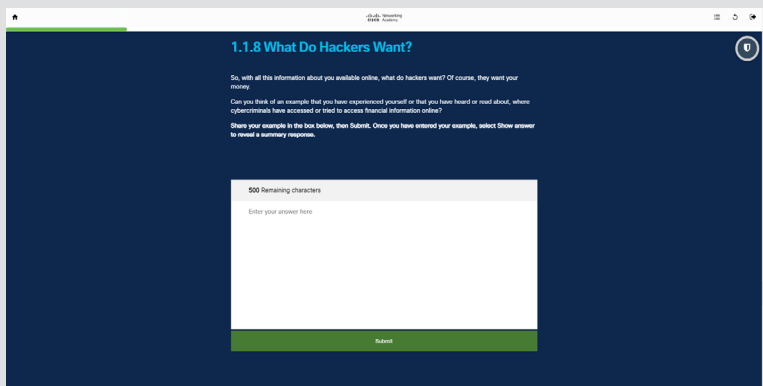 Networking
CISCO Academy
1.1.8 What Do Hackers Want?
So, with all this information about you available online, what do hackers want? Of course, they want your
money.
Can you think of an example that you have experienced yourself or that you have heard or read about, where
cybercriminals have accessed or tried to access financial information online?
Share your example in the box below, then Submit. Once you have entered your example, select Show answer
to reveal a summary response.
500 Remaining characters
Enter your answer here
Submit